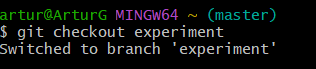 artur@ArturG MINGW64 ~ (master)
$ git checkout experiment
Switched to branch 'experiment'